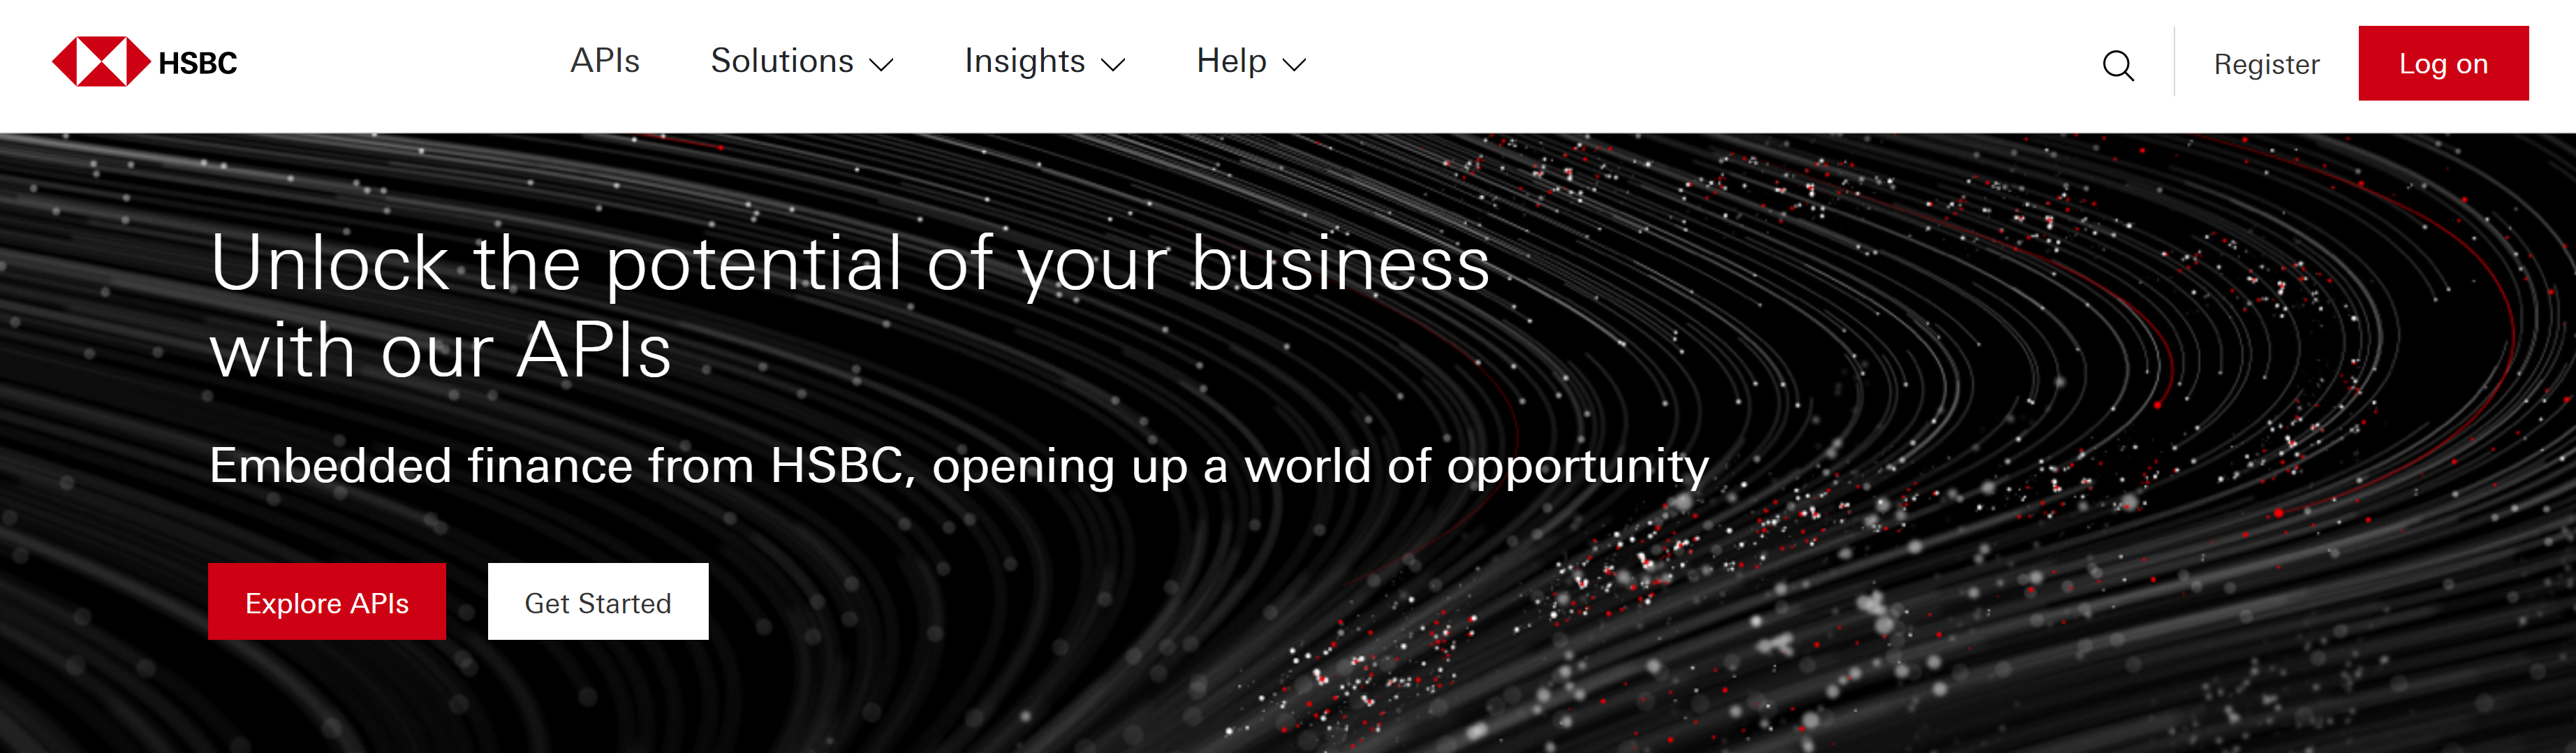 HSBC
APIs Solutions Insights Help
Register Log on
Unlock the potential of your business
with our APIs
Embedded finance from HSBC, opening up a world of opportunity
Explore APIs Get Started